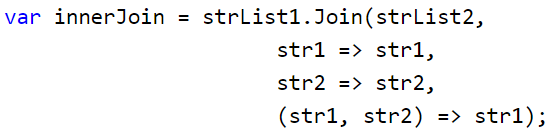 var innerJoin = strList1.Join(strList2,
                      str1 => str1,
                      str2 => str2,
                      (str1, str2) => str1);